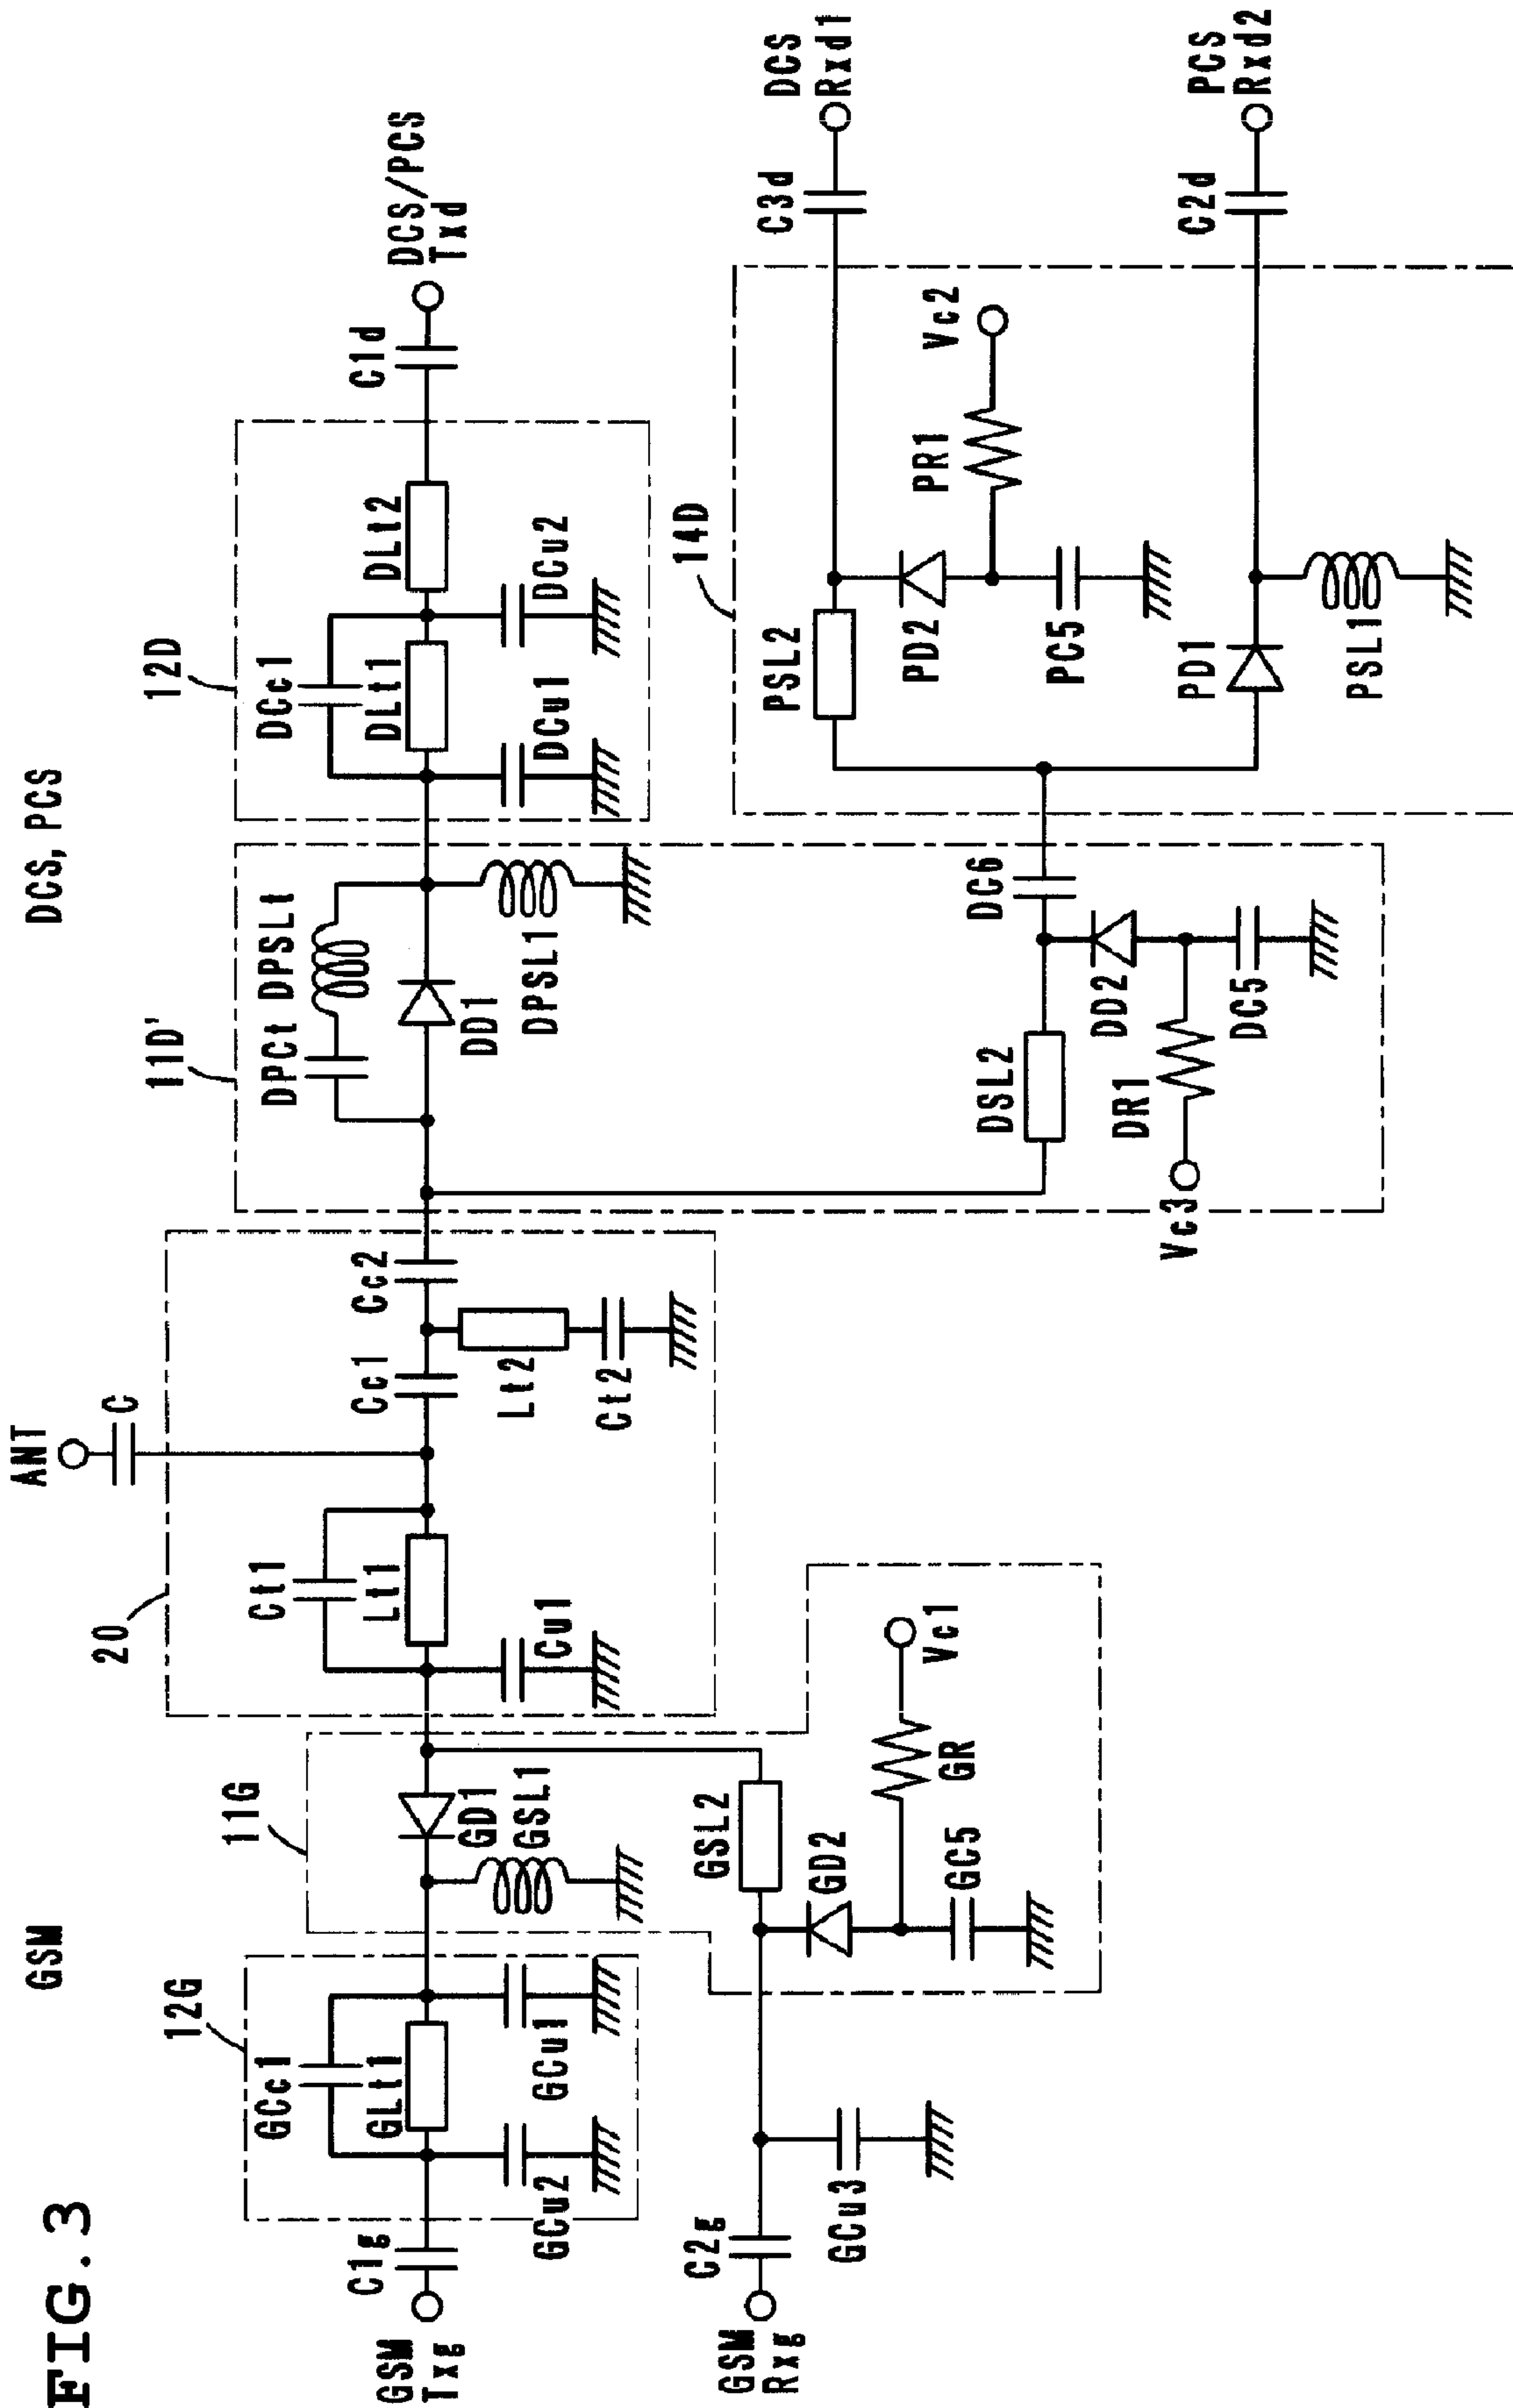 FIG.3
GSM
DCS, PCS
ANT
C
20
Ct1
Lt1
Cu1
Cc1
Cc2
Lt2
Ct2
11G
GD1
GSL1
GSL2
GD2
GR
Vc1
GC5
12G
GCc1
GLt1
GCu1
GCu2
C1g
GSM
Txg
C2g
GCu3
GSM
Rxg
11D'
DPCt DPSLt
DD1
DPSL1
DSL2
DC6
DD2
DR1
DC5
Vc3
12D
DCc1
DLt1
DLt2
DCu1
DCu2
C1d
DCS/PCS
Txd
14D
PSL2
PD2
PR1
Vc2
PC5
PD1
PSL1
C3d
DCS
Rxd1
C2d
PCS
Rxd2